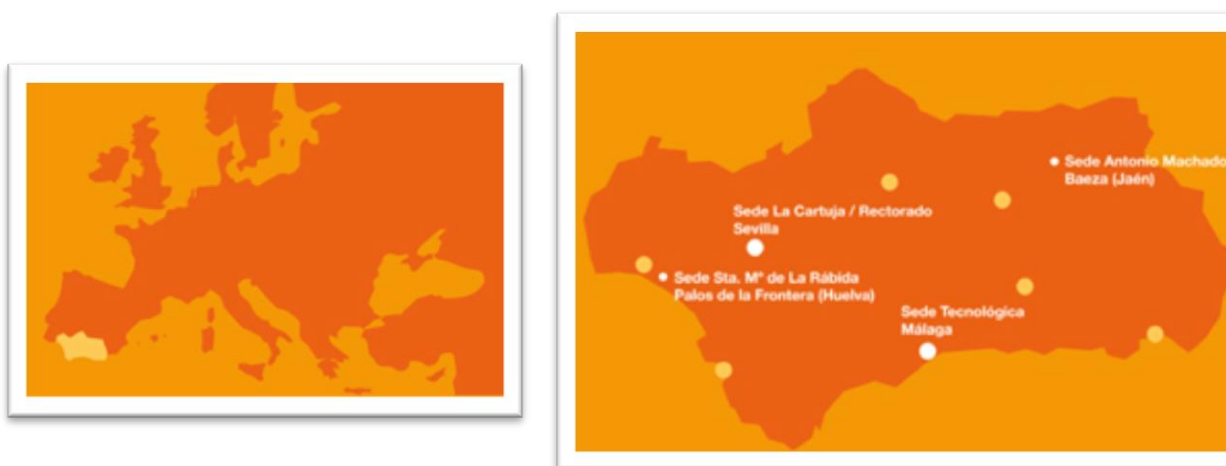 Sede Antonio Machado
Baeza (Jaén)
Sede La Cartuja / Rectorado
Sevilla
Sede Sta. Mª de La Rábida
Palos de la Frontera (Huelva)
Sede Tecnológica
Málaga